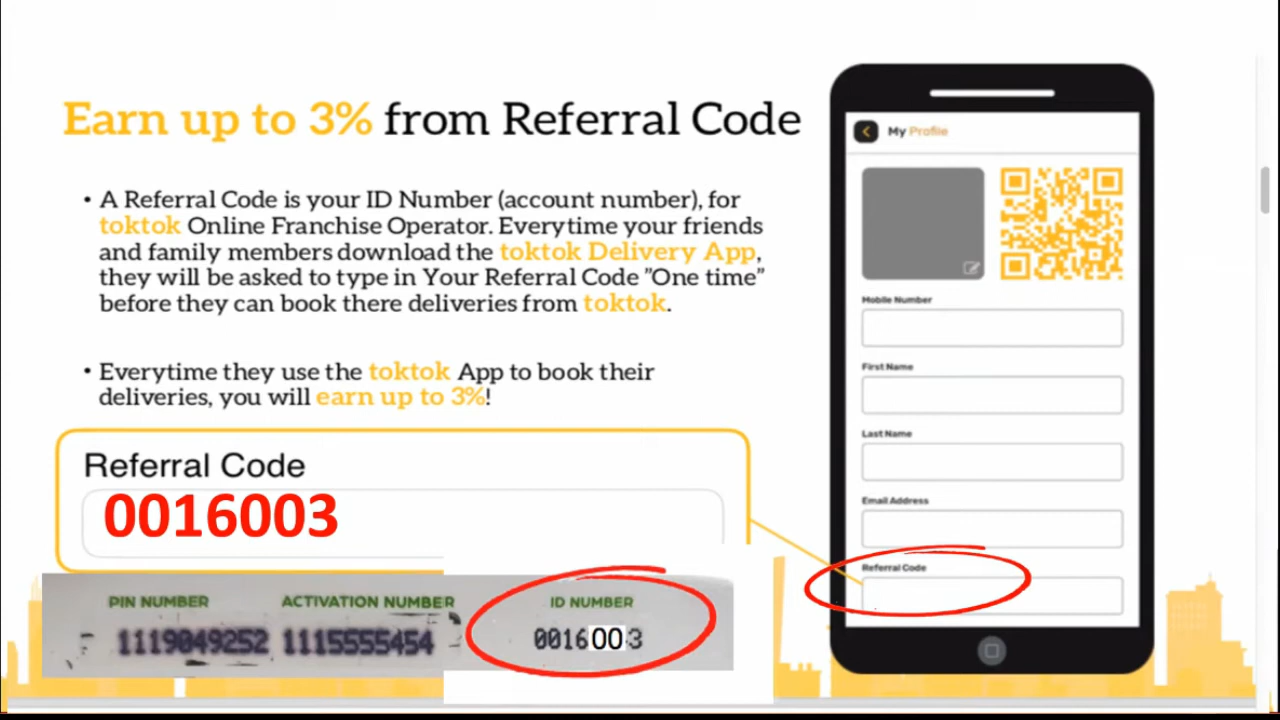 Earn up to 3% from Referral Code
• A Referral Code is your ID Number (account number), for
toktok Online Franchise Operator. Everytime your friends
and family members download the toktok Delivery App,
they will be asked to type in Your Referral Code "One time"
before they can book there deliveries from toktok.
• Everytime they use the toktok App to book their
deliveries, you will earn up to 3%!
Referral Code
0016003
PIN NUMBER ACTIVATION NUMBER ID NUMBER
1119049252 1115555454 0016003
My Profile
Mobile Number
First Name
Last Name
Email Address
Referral Code